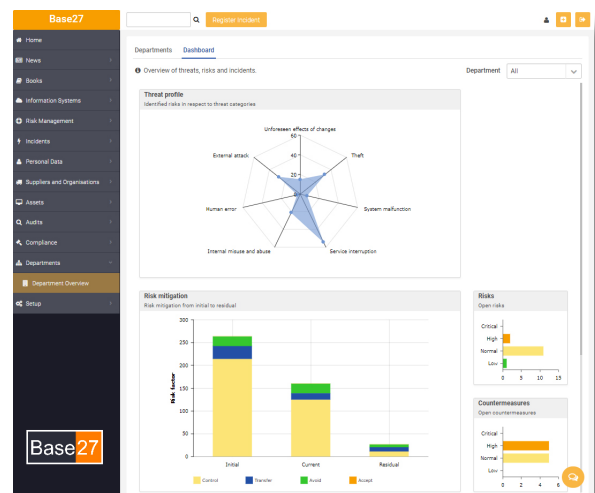 Base27
Register Incident
Home
News
Books
Information Systems
Risk Management
Incidents
Personal Data
Suppliers and Organisations
Assets
Audits
Compliance
Departments
Department Overview
Setup
Base27
Departments Dashboard
Overview of threats, risks and incidents.
Department All
Threat profile
Identified risks in respect to threat categories
Unforeseen effects of changes
60
External attack 40 Theft
20
0
Human error System malfunction
Internal misuse and abuse Service interruption
Risk mitigation
Risk mitigation from initial to residual
300
250
200
150
100
50
0
Risk factor
Initial Current Residual
Control Transfer Avoid Accept
Risks
Open risks
Critical
High
Normal
Low
0 5 10 15
Countermeasures
Open countermeasures
Critical
High
Normal
Low
0 2 4 6